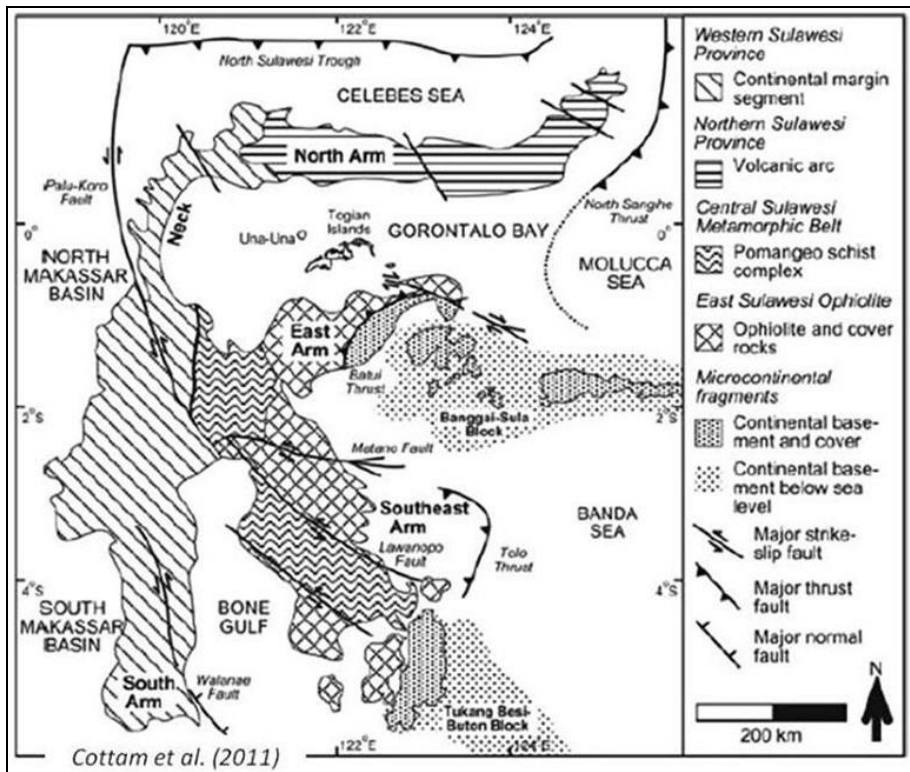 120°E
122°E
124°E
North Sulawesi Trough
CELEBES SEA
North Arm
Palu-Koro
Fault
Neck
North Sangihe
Thrust
0°
0°
Una-Una
Togian
Islands
GORONTALO BAY
MOLUCCA
SEA
NORTH
MAKASSAR
BASIN
East
Arm
Batui
Thrust
2°
S
2°
S
Banggai-Sula
Block
Matano Fault
Southeast
Arm
Lawanopo
Fault
Tolo
Thrust
BANDA
SEA
4°
S
4°
S
SOUTH
MAKASSAR
BASIN
BONE
GULF
South
Arm
Walanae
Fault
Tukang Besi-
Buton Block
122°E
124°E
Cottam et al. (2011)
Western Sulawesi
Province
Continental margin
segment
Northern Sulawesi
Province
Volcanic arc
Central Sulawesi
Metamorphic Belt
Pomangeo schist
complex
East Sulawesi Ophiolite
Ophiolite and cover
rocks
Microcontinental
fragments
Continental base-
ment and cover
Continental base-
ment below sea
level
Major strike-
slip fault
Major thrust
fault
Major normal
fault
N
200 km